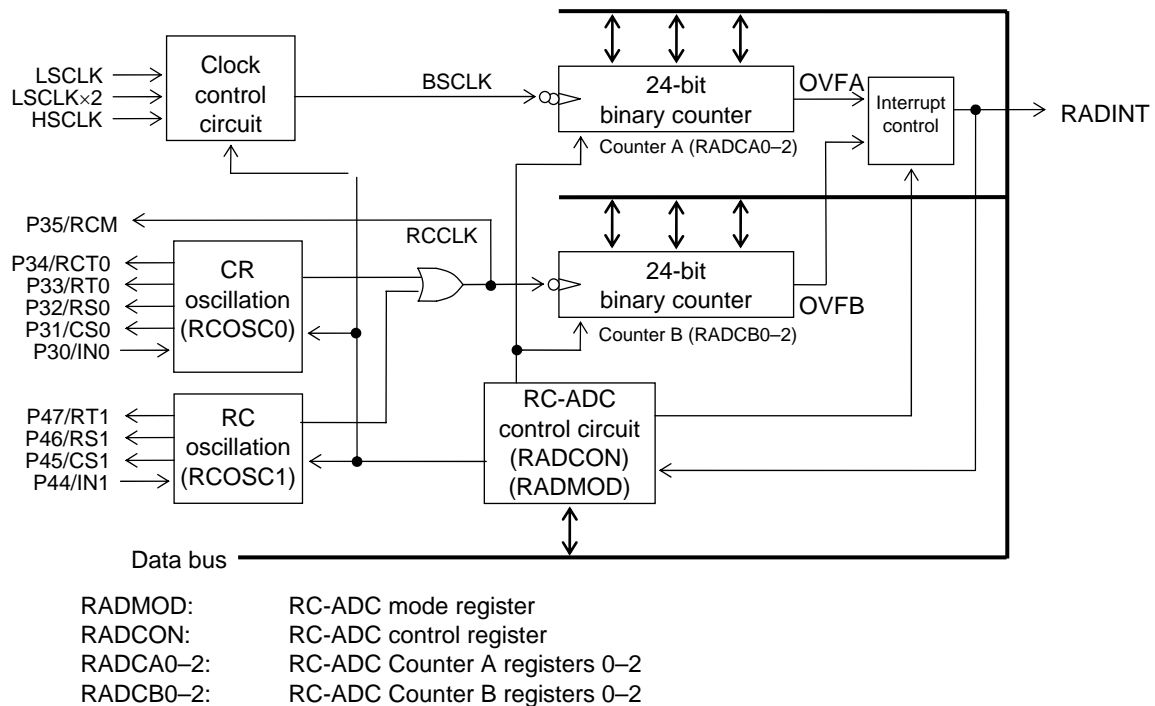 LSCLK
LSCLK×2
HSCLK
Clock
control
circuit
BSCLK
24-bit
binary counter
Counter A (RADCA0–2)
OVFA
Interrupt
control
RADINT
P35/RCM
RCCLK
P34/RCT0
P33/RT0
P32/RS0
P31/CS0
P30/IN0
CR
oscillation
(RCOSC0)
24-bit
binary counter
Counter B (RADCB0–2)
OVFB
P47/RT1
P46/RS1
P45/CS1
P44/IN1
RC
oscillation
(RCOSC1)
RC-ADC
control circuit
(RADCON)
(RADMOD)
Data bus
RADMOD: RC-ADC mode register
RADCON: RC-ADC control register
RADCA0–2: RC-ADC Counter A registers 0–2
RADCB0–2: RC-ADC Counter B registers 0–2